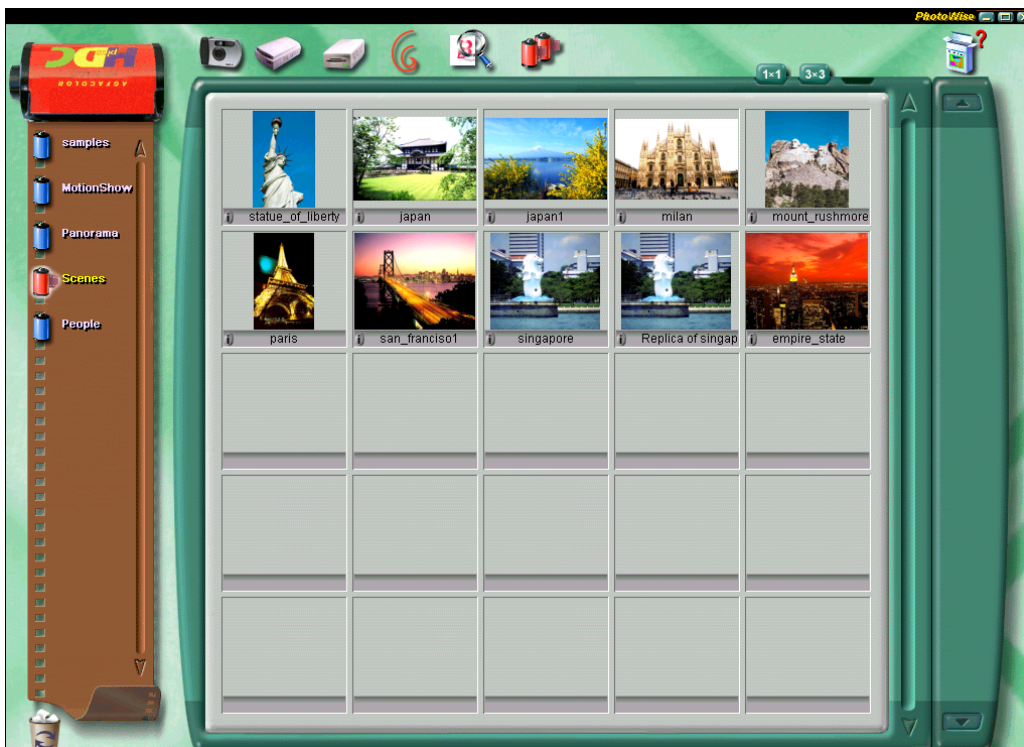 PhotoWise
HDC
AGFACOLOR
1×1
3×3
samples
MotionShow
Panorama
Scenes
People
statue_of_liberty
japan
japan1
milan
mount_rushmore
paris
san_franciso1
singapore
Replica of singap
empire_state